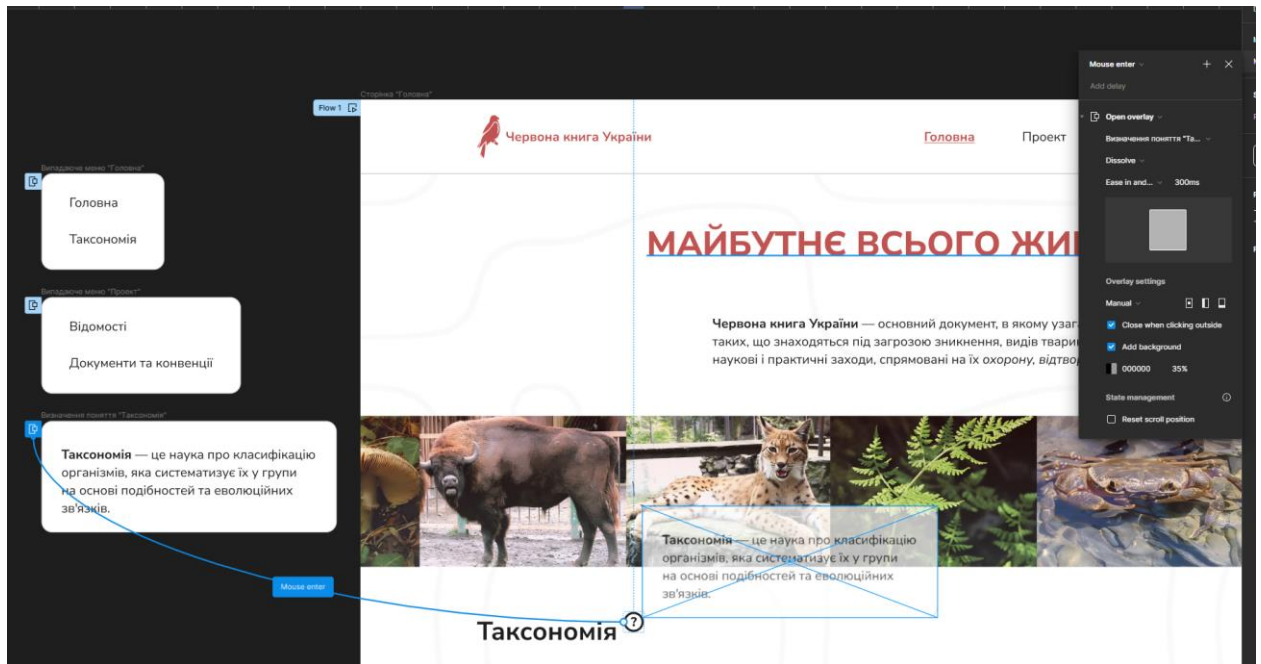 Mouse enter
Add delay
Open overlay
Визначення поняття "Та...
Dissolve
Ease in and... 300ms
Overlay settings
Manual
Close when clicking outside
Add background
000000 35%
State management
Reset scroll position
Сторінка "Головна"
Flow 1
Червона книга України
Головна
Проект
Випадаюче меню "Головна"
Головна
Таксономія
МАЙБУТНЄ ВСЬОГО ЖИ
Випадаюче меню "Проект"
Відомості
Документи та конвенції
Червона книга України — основний документ, в якому узаг
таких, що знаходяться під загрозою зникнення, видів твари
наукові і практичні заходи, спрямовані на їх охорону, відтво
Визначення поняття "Таксономія"
Таксономія — це наука про класифікацію
організмів, яка систематизує їх у групи
на основі подібностей та еволюційних
зв'язків.
Таксономія — це наука про класифікацію
організмів, яка систематизує їх у групи
на основі подібностей та еволюційних
зв'язків.
Mouse enter
Таксономія
?